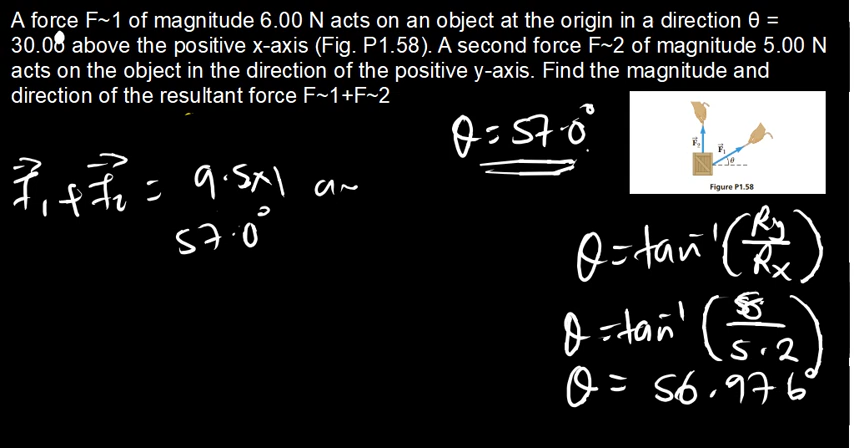 A force F~1 of magnitude 6.00 N acts on an object at the origin in a direction θ =
30.08 above the positive x-axis (Fig. P1.58). A second force F~2 of magnitude 5.00 N
acts on the object in the direction of the positive y-axis. Find the magnitude and
direction of the resultant force F~1+F~2
θ = 57.0°
F₂
F₁
θ
Figure P1.58
F₁ + F₂ = 9.5 N
57.0°
θ = tan⁻¹ (Ry/Rx)
θ = tan⁻¹ (8/5.2)
θ = 56.976°